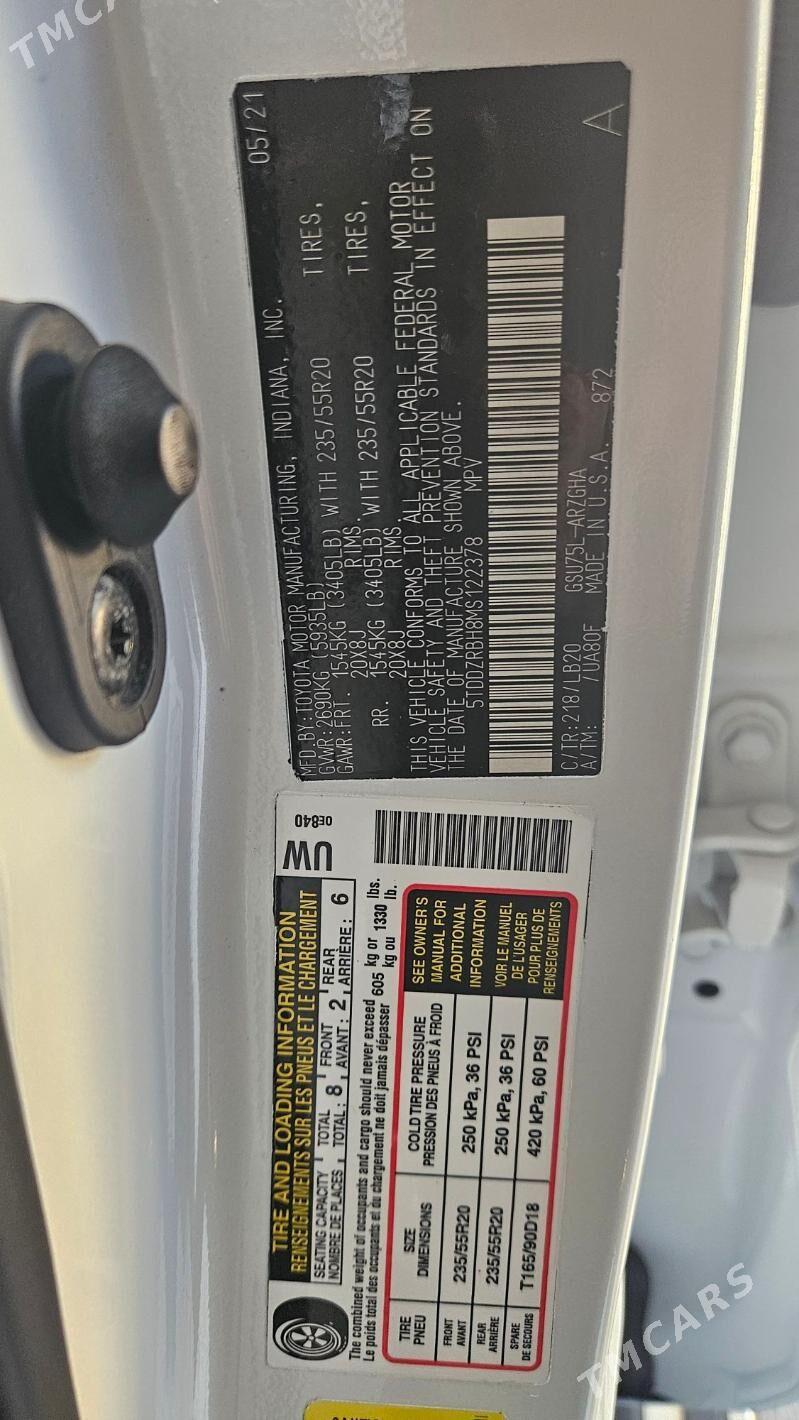 MFD BY:TOYOTA MOTOR MANUFACTURING, INDIANA, INC. 05/21
GVWR:2690KG (5935LB)
GAWR:FRT. 1545KG (3405LB) WITH 235/55R20 TIRES,
20X8J RIMS.
RR. 1545KG (3405LB) WITH 235/55R20 TIRES,
20X8J RIMS.
THIS VEHICLE CONFORMS TO ALL APPLICABLE FEDERAL MOTOR
VEHICLE SAFETY AND THEFT PREVENTION STANDARDS IN EFFECT ON
THE DATE OF MANUFACTURE SHOWN ABOVE.
5TDDZRBH8MS122378 MPV
C/TR:218/LB20 GSU75L-ARZGHA
A/TM: /UA80F MADE IN U.S.A. 872
A
TIRE AND LOADING INFORMATION
RENSEIGNEMENTS SUR LES PNEUS ET LE CHARGEMENT
UW
0E840
SEATING CAPACITY TOTAL FRONT REAR
NOMBRE DE PLACES TOTAL: 8 AVANT: 2 ARRIÈRE: 6
The combined weight of occupants and cargo should never exceed 605 kg or 1330 lbs.
Le poids total des occupants et du chargement ne doit jamais dépasser 605 kg ou 1330 lb.
TIRE
PNEU
SIZE
DIMENSIONS
COLD TIRE PRESSURE
PRESSION DES PNEUS À FROID
FRONT
AVANT
235/55R20
250 kPa, 36 PSI
REAR
ARRIÈRE
235/55R20
250 kPa, 36 PSI
SPARE
DE SECOURS
T165/90D18
420 kPa, 60 PSI
SEE OWNER'S
MANUAL FOR
ADDITIONAL
INFORMATION
VOIR LE MANUEL
DE L'USAGER
POUR PLUS DE
RENSEIGNEMENTS
TMCARS